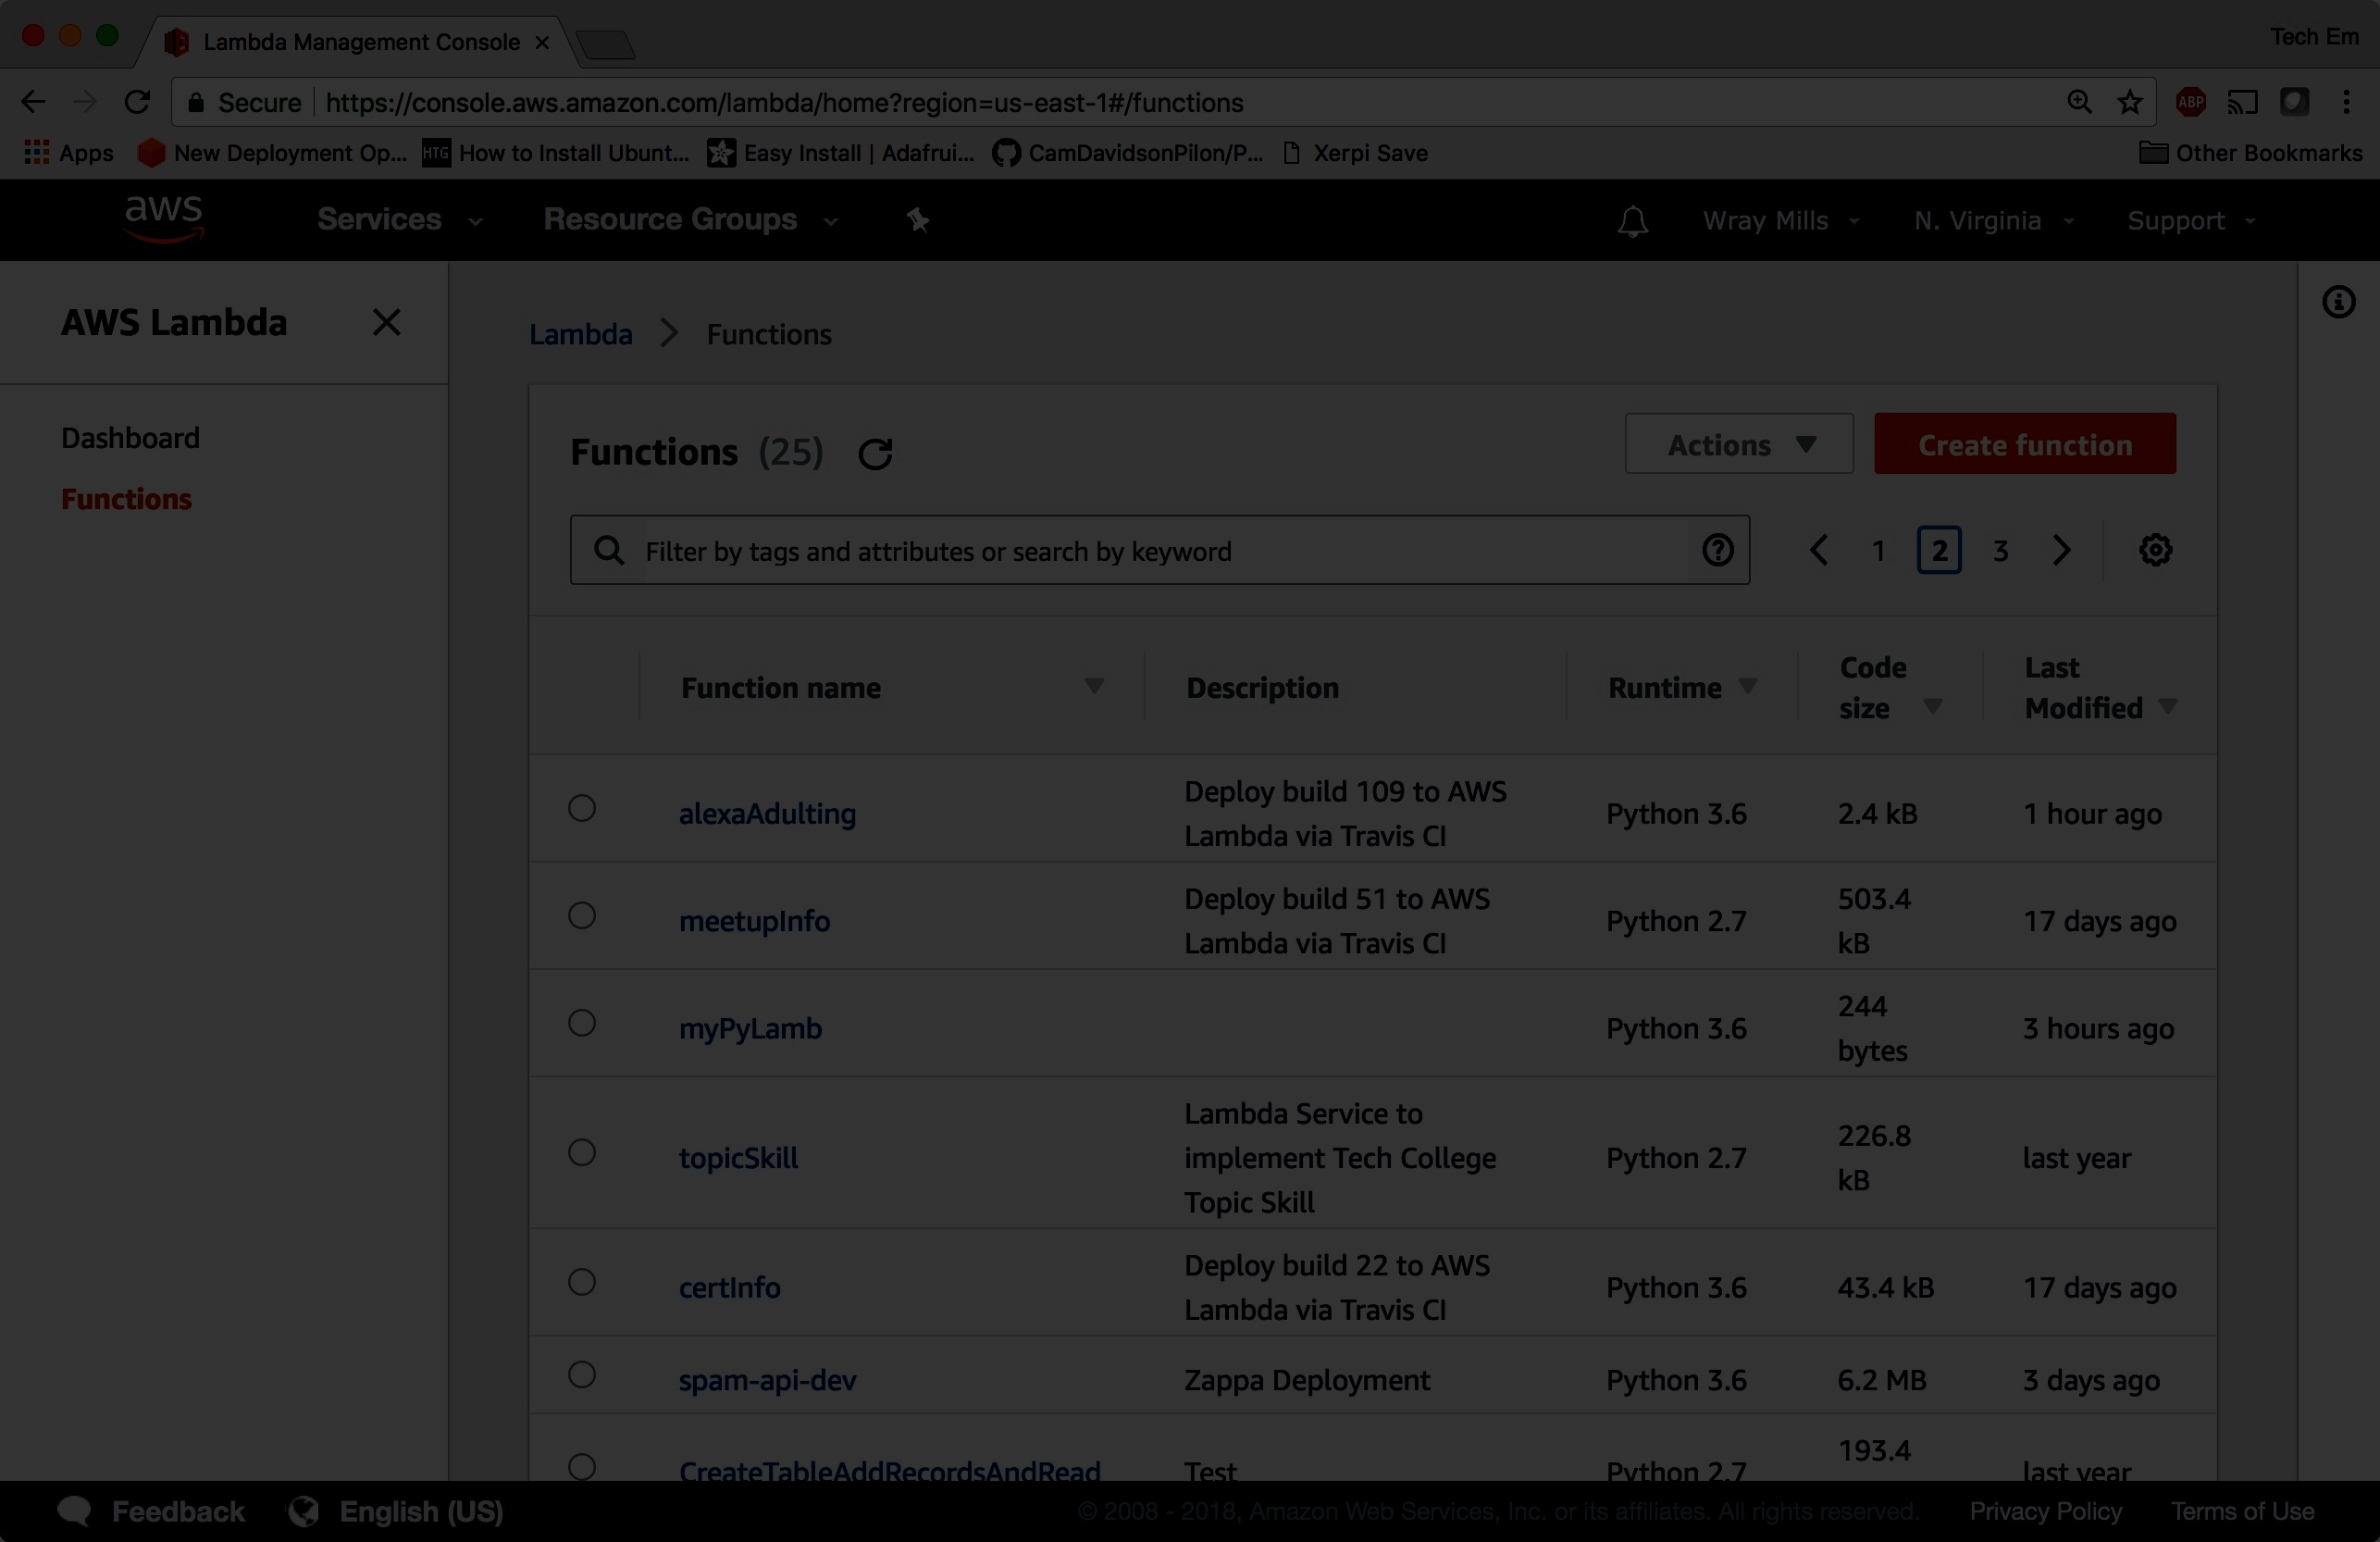 Lambda Management Console
Tech Em
Secure https://console.aws.amazon.com/lambda/home?region=us-east-1#/functions
ABP
Apps New Deployment Op... HTG How to Install Ubunt... Easy Install | Adafrui... CamDavidsonPilon/P... Xerpi Save Other Bookmarks
aws Services Resource Groups Wray Mills N. Virginia Support
AWS Lambda
Dashboard
Functions
Lambda Functions
Functions (25) Actions Create function
Filter by tags and attributes or search by keyword 1 2 3
Function name Description Runtime Code size Last Modified
alexaAdulting Deploy build 109 to AWS Lambda via Travis CI Python 3.6 2.4 kB 1 hour ago
meetupInfo Deploy build 51 to AWS Lambda via Travis CI Python 2.7 503.4 kB 17 days ago
myPyLamb Python 3.6 244 bytes 3 hours ago
topicSkill Lambda Service to implement Tech College Topic Skill Python 2.7 226.8 kB last year
certInfo Deploy build 22 to AWS Lambda via Travis CI Python 3.6 43.4 kB 17 days ago
spam-api-dev Zappa Deployment Python 3.6 6.2 MB 3 days ago
CreateTableAddRecordsAndRead Test Python 2.7 193.4 last year
Feedback English (US) © 2008 - 2018, Amazon Web Services, Inc. or its affiliates. All rights reserved. Privacy Policy Terms of Use